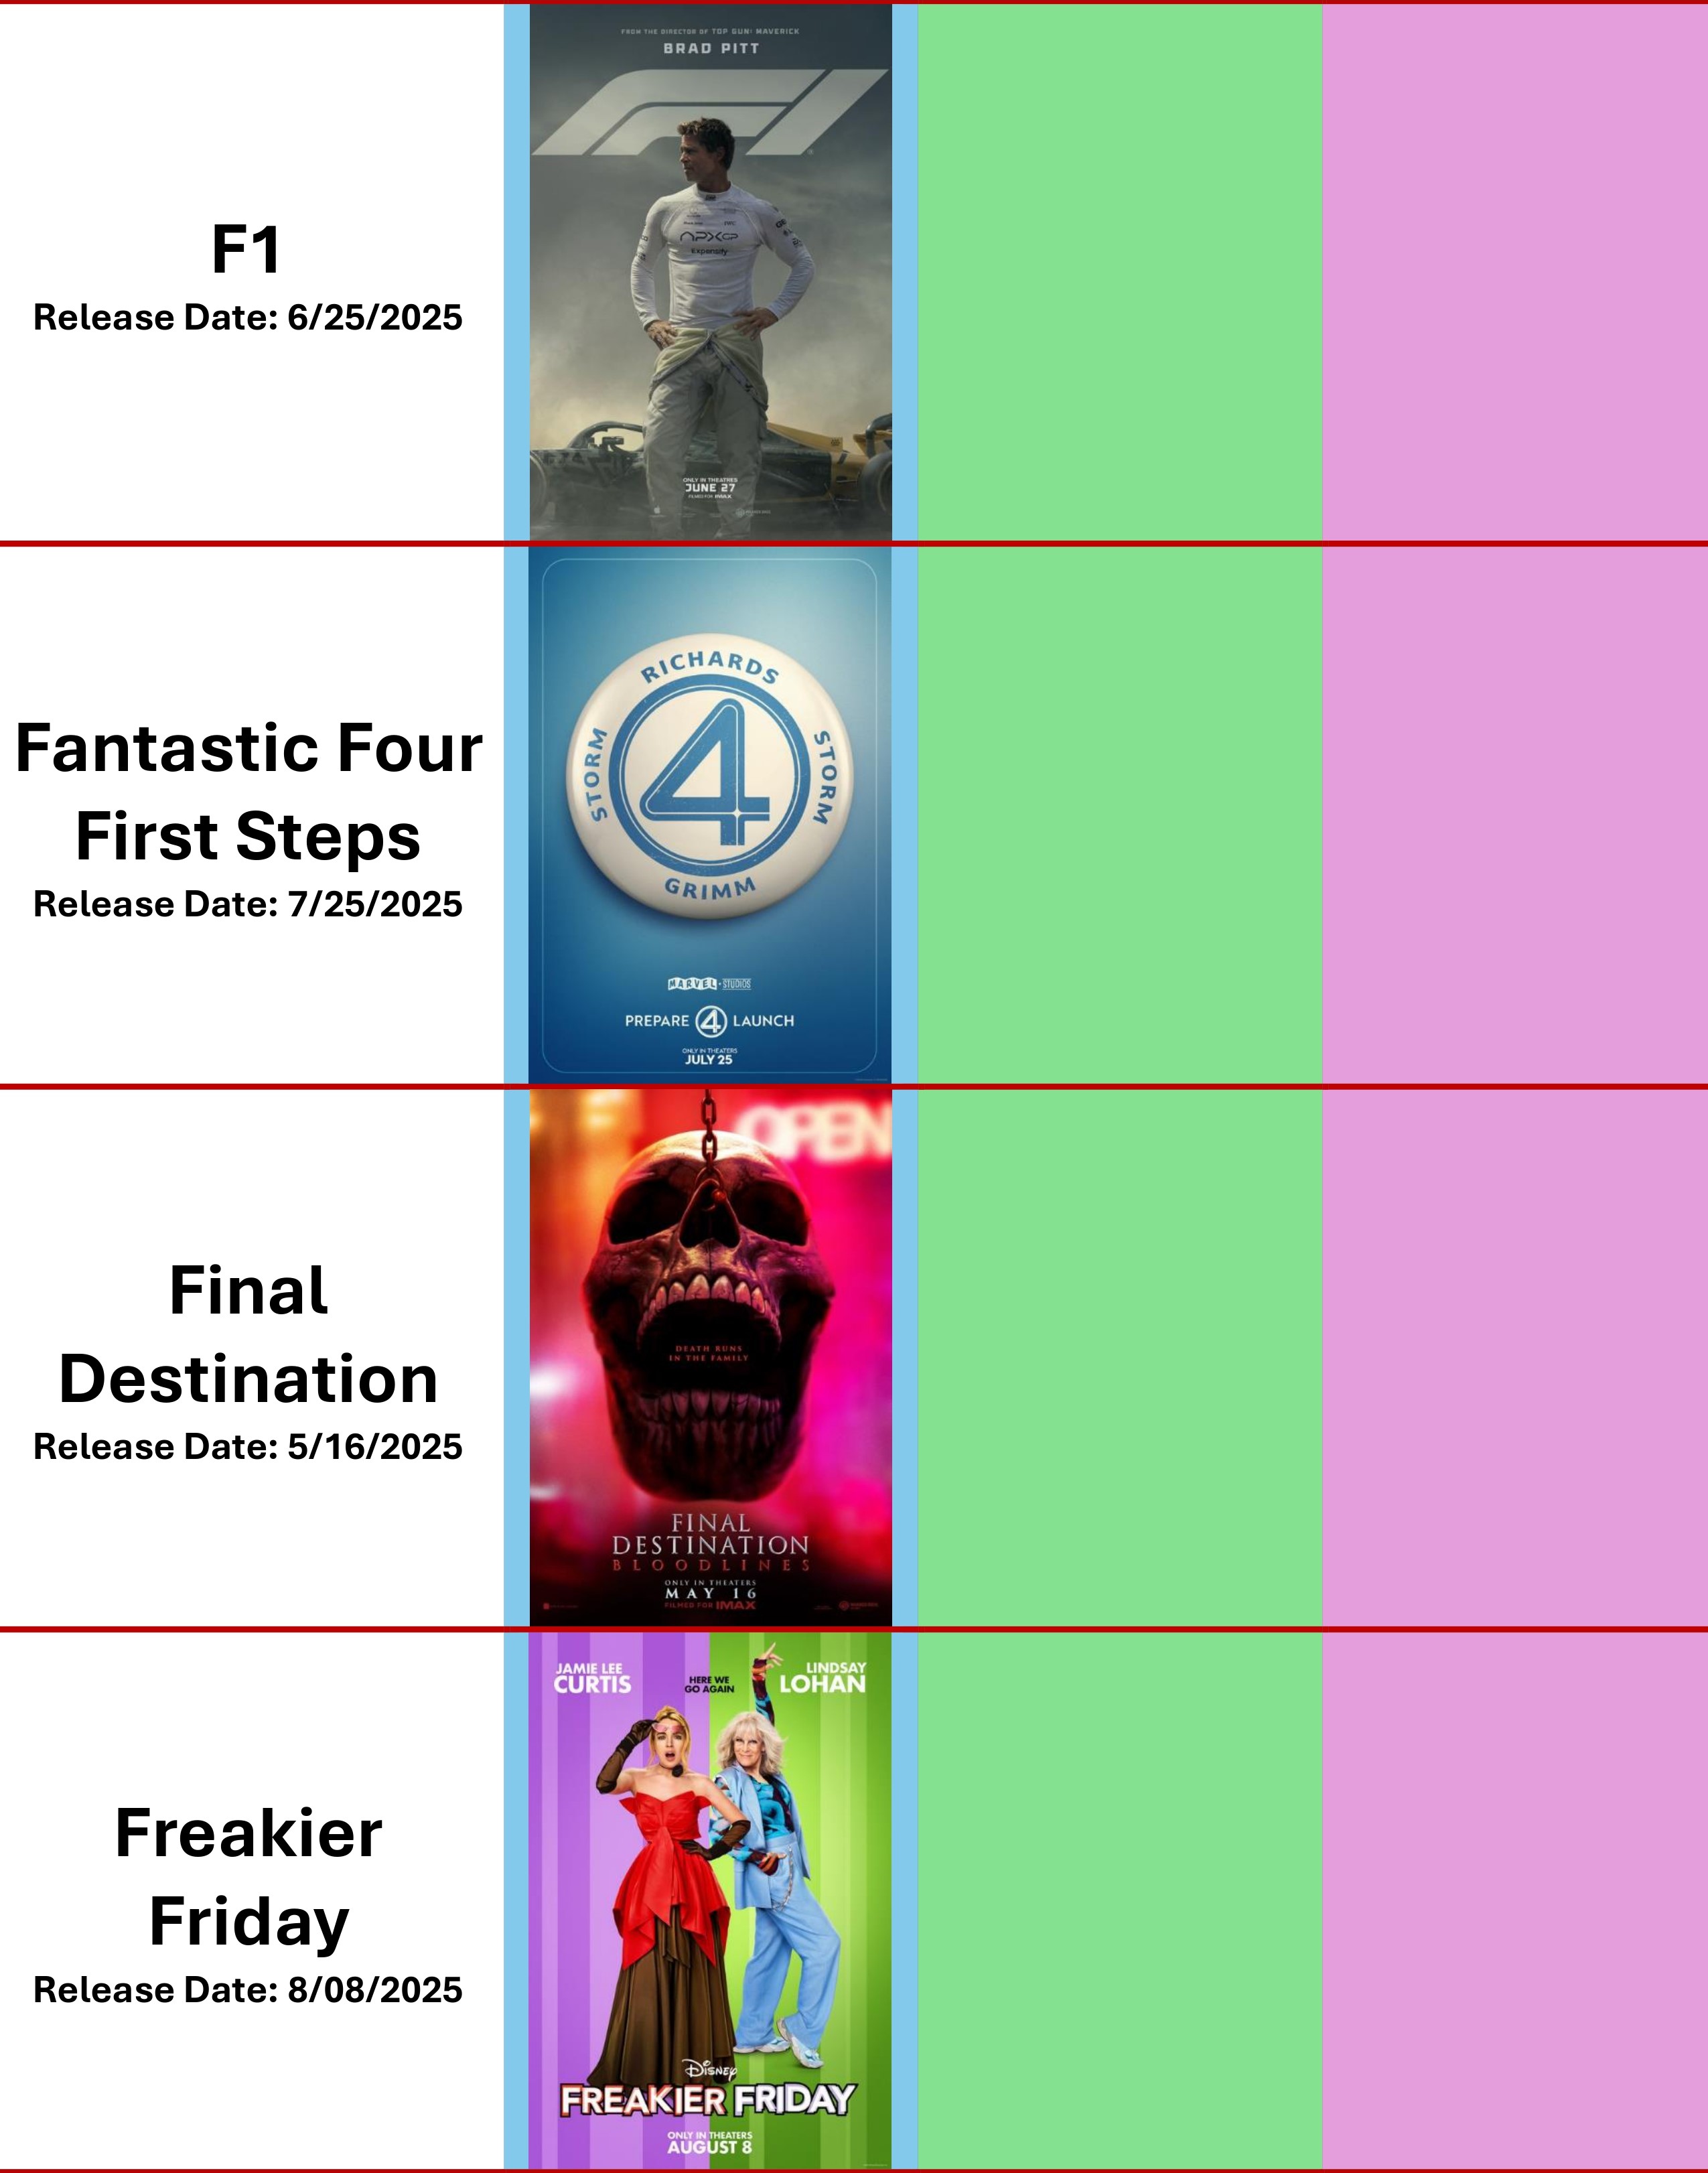 F1
Release Date: 6/25/2025
FROM THE DIRECTOR OF TOP GUN: MAVERICK
BRAD PITT
F1
APXGP
Expensify
ONLY IN THEATRES
JUNE 27
FILMED FOR IMAX
Fantastic Four
First Steps
Release Date: 7/25/2025
RICHARDS
STORM
4
STORM
GRIMM
MARVEL STUDIOS
PREPARE 4 LAUNCH
ONLY IN THEATERS
JULY 25
Final
Destination
Release Date: 5/16/2025
OPEN
DEATH RUNS
IN THE FAMILY
FINAL
DESTINATION
BLOODLINES
ONLY IN THEATERS
MAY 16
FILMED FOR IMAX
Freakier
Friday
Release Date: 8/08/2025
JAMIE LEE
CURTIS
HERE WE
GO AGAIN
LINDSAY
LOHAN
Disney
FREAKIER FRIDAY
ONLY IN THEATERS
AUGUST 8